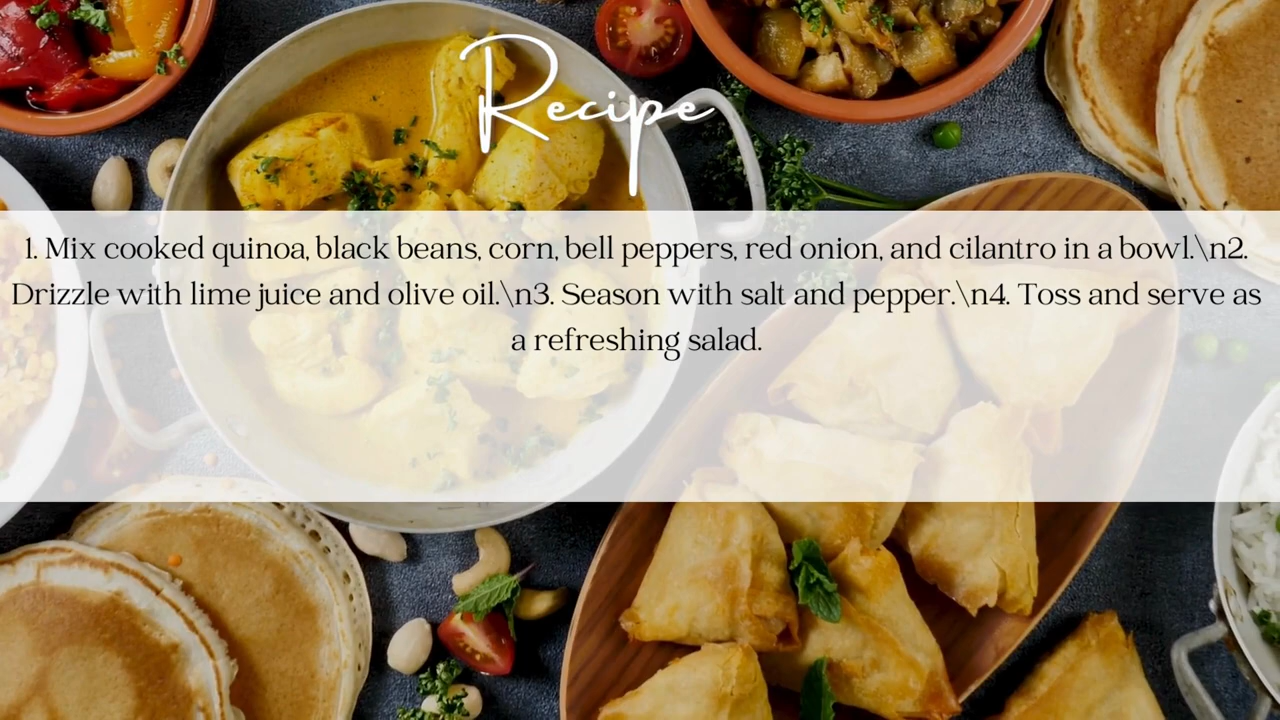 Recipe
1. Mix cooked quinoa, black beans, corn, bell peppers, red onion, and cilantro in a bowl.\n2.
Drizzle with lime juice and olive oil.\n3. Season with salt and pepper.\n4. Toss and serve as
a refreshing salad.